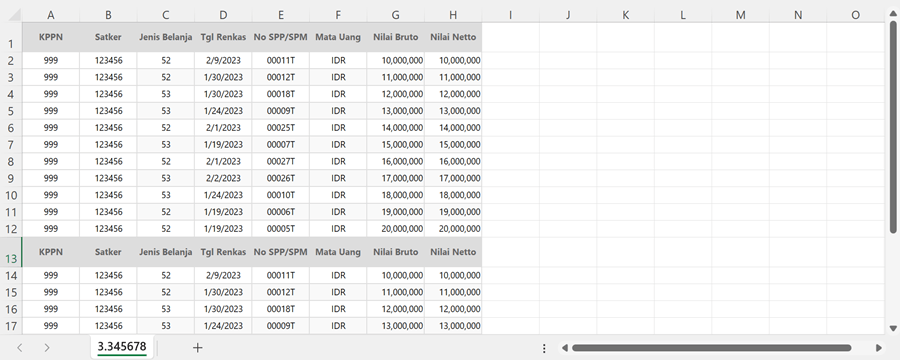 A B C D E F G H I J K L M N O
1 KPPN Satker Jenis Belanja Tgl Renkas No SPP/SPM Mata Uang Nilai Bruto Nilai Netto
2 999 123456 52 2/9/2023 00011T IDR 10,000,000 10,000,000
3 999 123456 52 1/30/2023 00012T IDR 11,000,000 11,000,000
4 999 123456 53 1/30/2023 00018T IDR 12,000,000 12,000,000
5 999 123456 53 1/24/2023 00009T IDR 13,000,000 13,000,000
6 999 123456 52 2/1/2023 00025T IDR 14,000,000 14,000,000
7 999 123456 53 1/19/2023 00007T IDR 15,000,000 15,000,000
8 999 123456 52 2/1/2023 00027T IDR 16,000,000 16,000,000
9 999 123456 53 2/2/2023 00026T IDR 17,000,000 17,000,000
10 999 123456 53 1/24/2023 00010T IDR 18,000,000 18,000,000
11 999 123456 52 1/19/2023 00006T IDR 19,000,000 19,000,000
12 999 123456 52 1/19/2023 00005T IDR 20,000,000 20,000,000
13 KPPN Satker Jenis Belanja Tgl Renkas No SPP/SPM Mata Uang Nilai Bruto Nilai Netto
14 999 123456 52 2/9/2023 00011T IDR 10,000,000 10,000,000
15 999 123456 52 1/30/2023 00012T IDR 11,000,000 11,000,000
16 999 123456 53 1/30/2023 00018T IDR 12,000,000 12,000,000
17 999 123456 53 1/24/2023 00009T IDR 13,000,000 13,000,000
3.345678